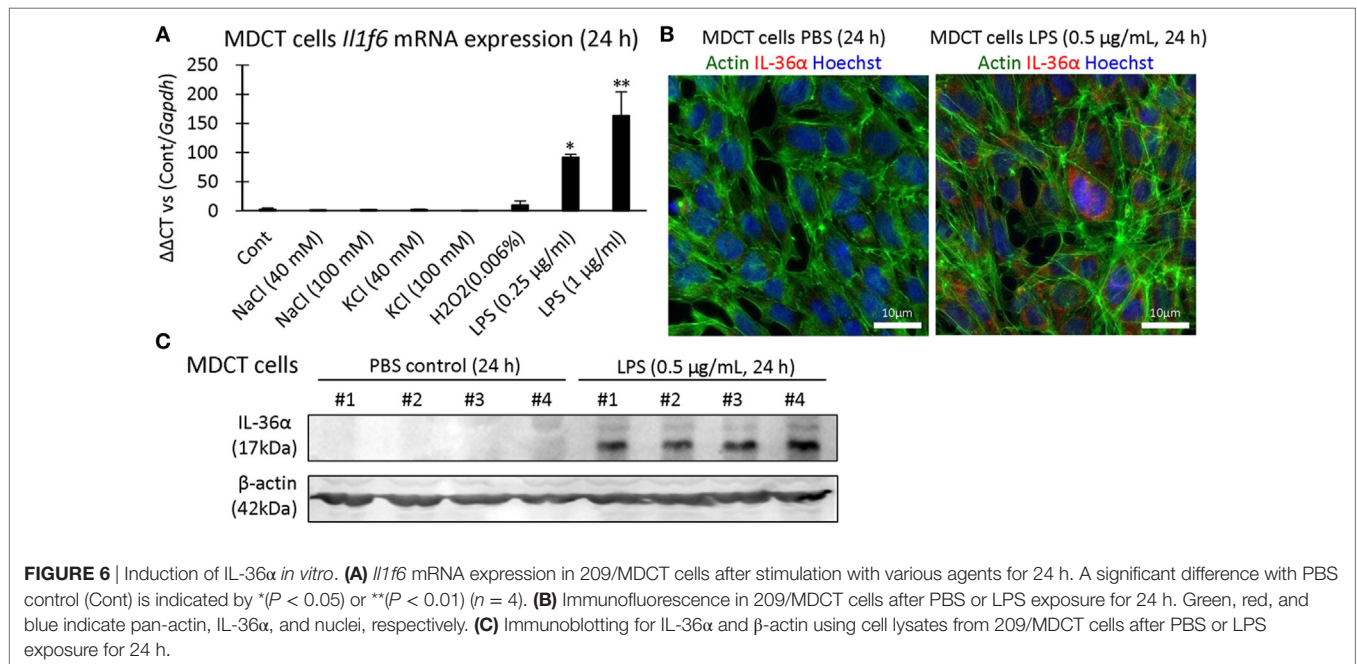 A
MDCT cells Il1f6 mRNA expression (24 h)
ΔΔCT vs (Cont/Gapdh)
250
200
150
100
50
0
*
**
Cont
NaCl (40 mM)
NaCl (100 mM)
KCl (40 mM)
KCl (100 mM)
H2O2(0.006%)
LPS (0.25 µg/ml)
LPS (1 µg/ml)
B
MDCT cells PBS (24 h)
Actin IL-36α Hoechst
10µm
MDCT cells LPS (0.5 µg/mL, 24 h)
Actin IL-36α Hoechst
10µm
C
MDCT cells
PBS control (24 h)
LPS (0.5 µg/mL, 24 h)
#1 #2 #3 #4 #1 #2 #3 #4
IL-36α
(17kDa)
β-actin
(42kDa)
FIGURE 6 | Induction of IL-36α in vitro. (A) Il1f6 mRNA expression in 209/MDCT cells after stimulation with various agents for 24 h. A significant difference with PBS
control (Cont) is indicated by *(P < 0.05) or **(P < 0.01) (n = 4). (B) Immunofluorescence in 209/MDCT cells after PBS or LPS exposure for 24 h. Green, red, and
blue indicate pan-actin, IL-36α, and nuclei, respectively. (C) Immunoblotting for IL-36α and β-actin using cell lysates from 209/MDCT cells after PBS or LPS
exposure for 24 h.